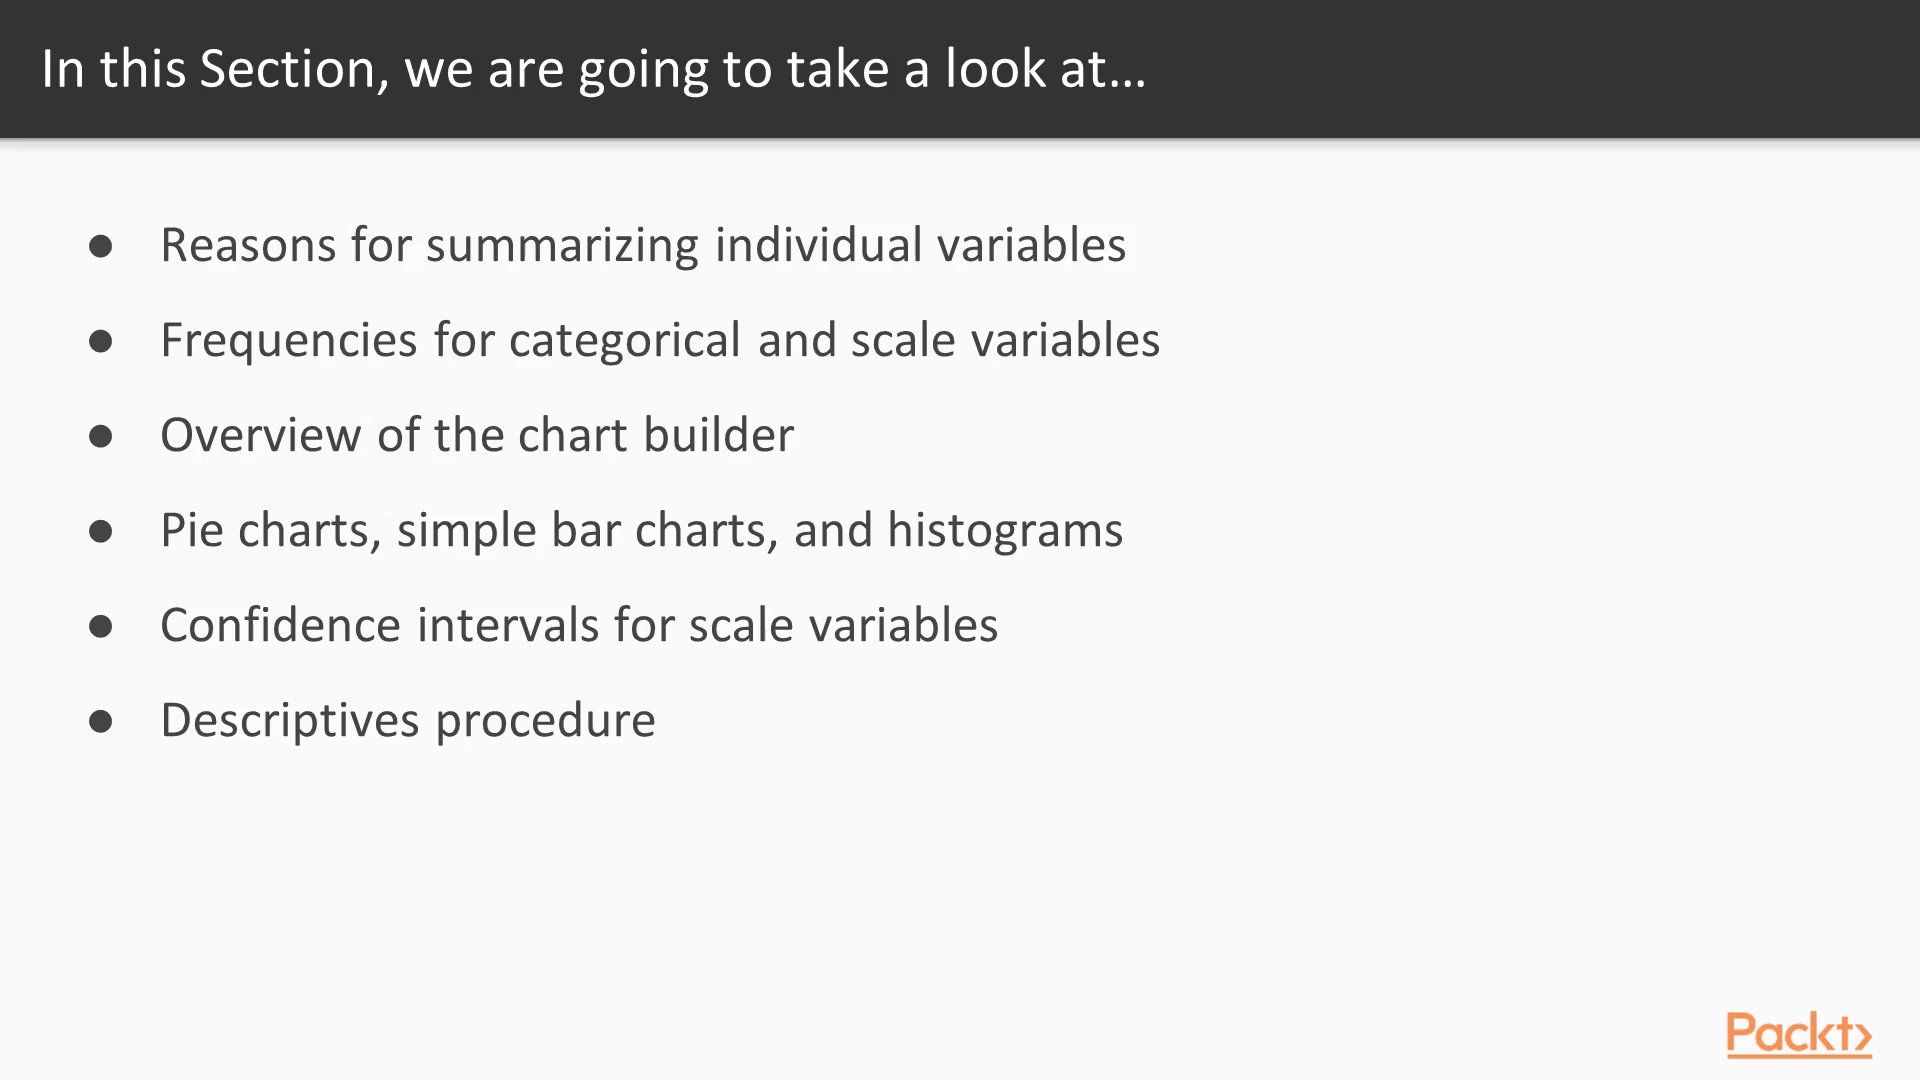 In this Section, we are going to take a look at...
● Reasons for summarizing individual variables
● Frequencies for categorical and scale variables
● Overview of the chart builder
● Pie charts, simple bar charts, and histograms
● Confidence intervals for scale variables
● Descriptives procedure
Packt>